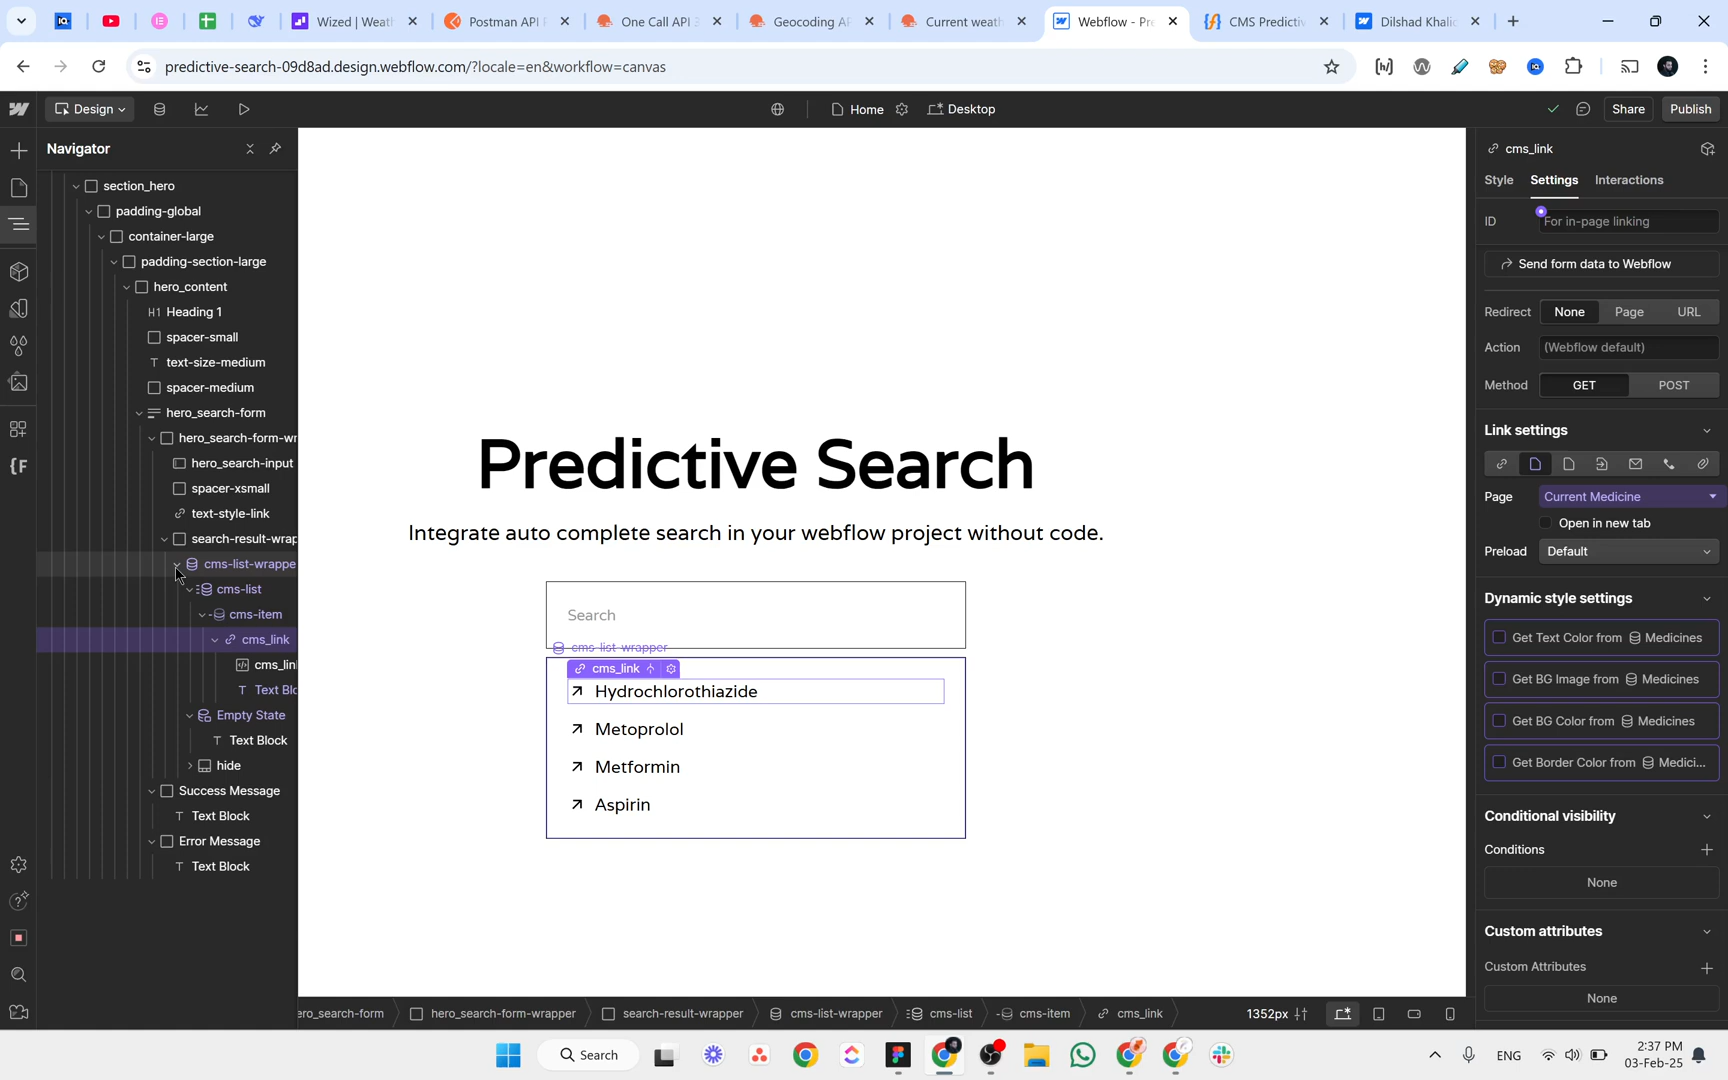 Wized | Weat
Postman API
One Call API 3
Geocoding A
Current weath
Webflow - Pre
CMS Predictiv
Dilshad Khali
predictive-search-09d8ad.design.webflow.com/?locale=en&workflow=canvas
Design
Home
Desktop
Share
Publish
Navigator
section_hero
padding-global
container-large
padding-section-large
hero_content
H1 Heading 1
spacer-small
T text-size-medium
spacer-medium
hero_search-form
hero_search-form-wr
hero_search-input
spacer-xsmall
text-style-link
search-result-wrap
cms-list-wrappe
cms-list
cms-item
cms_link
cms_lin
T Text Blo
Empty State
T Text Block
hide
Success Message
T Text Block
Error Message
T Text Block
Predictive Search
Integrate auto complete search in your webflow project without code.
Search
cms-list-wrapper
cms_link
Hydrochlorothiazide
Metoprolol
Metformin
Aspirin
cms_link
Style
Settings
Interactions
ID
For in-page linking
Send form data to Webflow
Redirect
None
Page
URL
Action
(Webflow default)
Method
GET
POST
Link settings
Page
Current Medicine
Open in new tab
Preload
Default
Dynamic style settings
Get Text Color from Medicines
Get BG Image from Medicines
Get BG Color from Medicines
Get Border Color from Medici...
Conditional visibility
Conditions
None
Custom attributes
Custom Attributes
None
ero_search-form
hero_search-form-wrapper
search-result-wrapper
cms-list-wrapper
cms-list
cms-item
cms_link
1352px
Search
ENG
2:37 PM
03-Feb-25